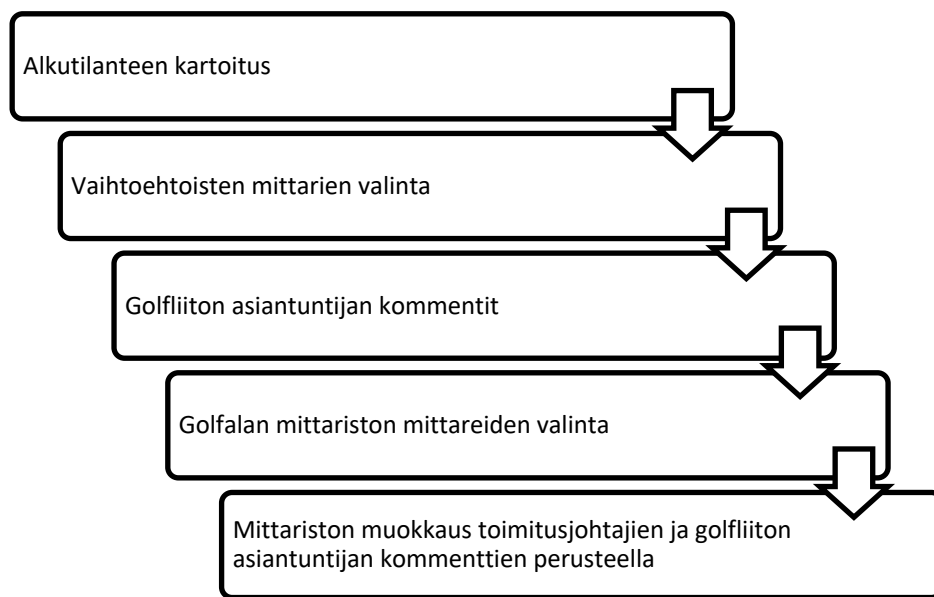 Alkutilanteen kartoitus
Vaihtoehtoisten mittarien valinta
Golfliiton asiantuntijan kommentit
Golfalan mittariston mittareiden valinta
Mittariston muokkaus toimitusjohtajien ja golfliiton
asiantuntijan kommenttien perusteella